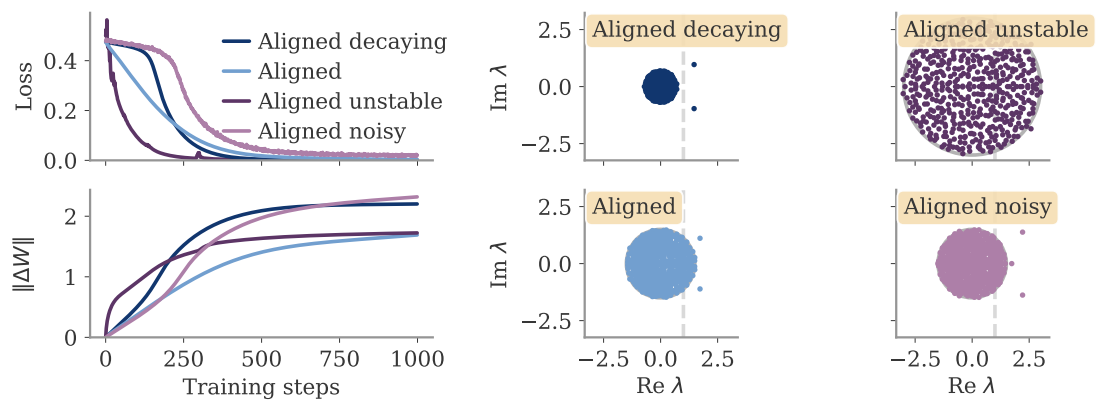 Loss
0.4
0.2
0.0
Aligned decaying
Aligned
Aligned unstable
Aligned noisy
‖ΔW‖
2
1
0
0 250 500 750 1000
Training steps
Aligned decaying
Im λ
2.5
0.0
−2.5
Aligned unstable
Aligned
Im λ
2.5
0.0
−2.5
−2.5 0.0 2.5
Re λ
Aligned noisy
−2.5 0.0 2.5
Re λ